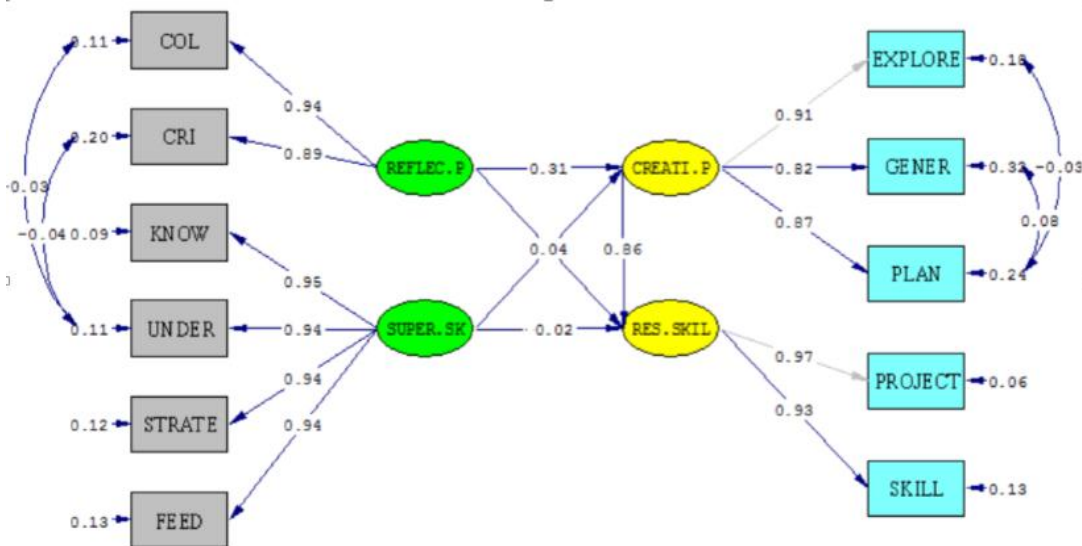 0.11 COL
0.20 CRI
-0.03
-0.04 0.09 KNOW
0.11 UNDER
0.12 STRATE
0.13 FEED
0.94
0.89
0.95
0.94
0.94
0.94
REFLEC.P
SUPER.SK
0.31
0.04
0.86
0.02
CREATI.P
RES.SKIL
0.91
0.82
0.87
0.97
0.93
EXPLORE 0.18
GENER -0.03
0.08
PLAN 0.24
PROJECT 0.06
SKILL 0.13